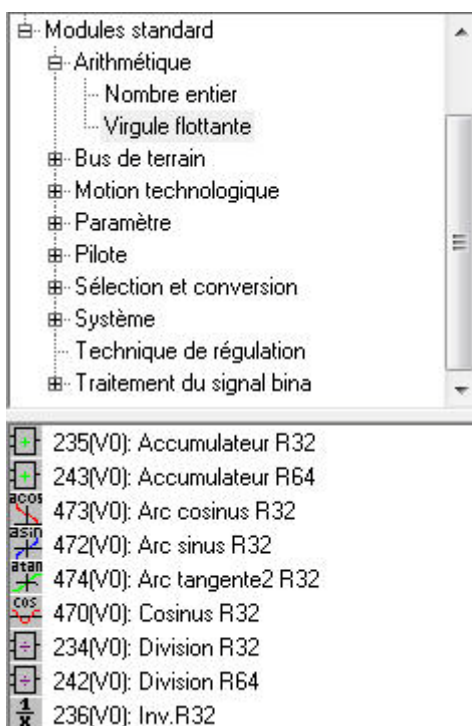 Modules standard
Arithmétique
Nombre entier
Virgule flottante
Bus de terrain
Motion technologique
Paramètre
Pilote
Sélection et conversion
Système
Technique de régulation
Traitement du signal bina
235(V0): Accumulateur R32
243(V0): Accumulateur R64
acos 473(V0): Arc cosinus R32
asin 472(V0): Arc sinus R32
atan 474(V0): Arc tangente2 R32
cos 470(V0): Cosinus R32
234(V0): Division R32
242(V0): Division R64
1/x 236(V0): Inv.R32